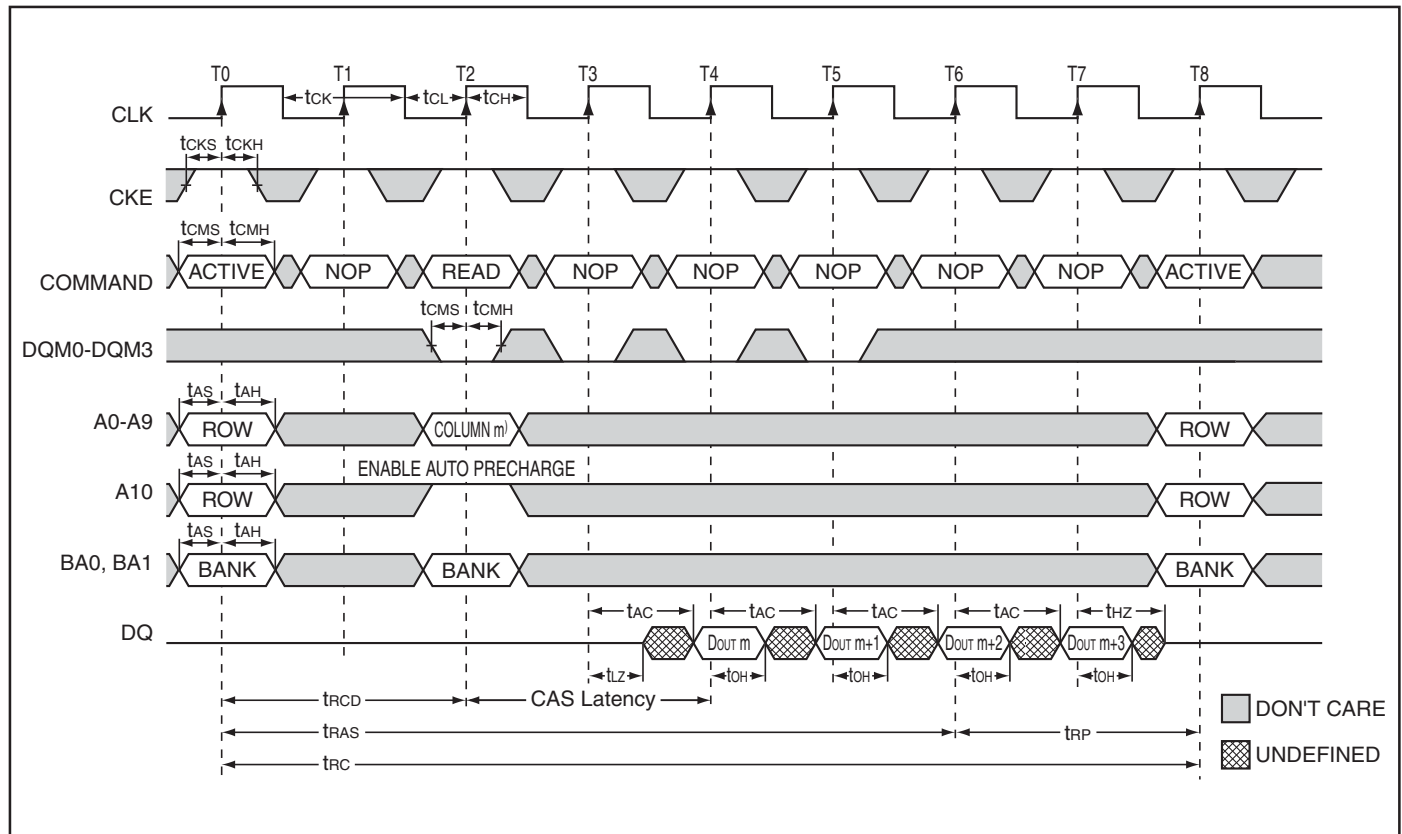 T0 T1 T2 T3 T4 T5 T6 T7 T8
tCK tCL tCH
CLK
tCKS tCKH
CKE
tCMS tCMH
COMMAND ACTIVE NOP READ NOP NOP NOP NOP NOP ACTIVE
tCMS tCMH
DQM0-DQM3
tAS tAH
A0-A9 ROW COLUMN m) ROW
tAS tAH ENABLE AUTO PRECHARGE
A10 ROW ROW
tAS tAH
BA0, BA1 BANK BANK BANK
tAC tAC tAC tAC tHZ
DQ DOUT m DOUT m+1 DOUT m+2 DOUT m+3
tLZ tOH tOH tOH tOH
tRCD CAS Latency
DON'T CARE
tRAS tRP
UNDEFINED
tRC